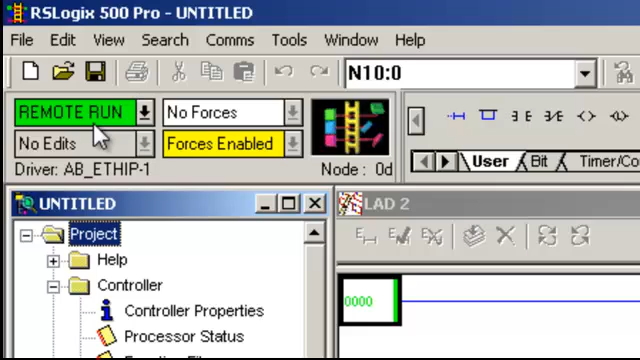 RSLogix 500 Pro - UNTITLED
File Edit View Search Comms Tools Window Help
N10:0
REMOTE RUN No Forces
No Edits Forces Enabled
Driver: AB_ETHIP-1 Node : 0d
User Bit Timer/Co
UNTITLED
LAD 2
Project
Help
Controller
Controller Properties
Processor Status
0000